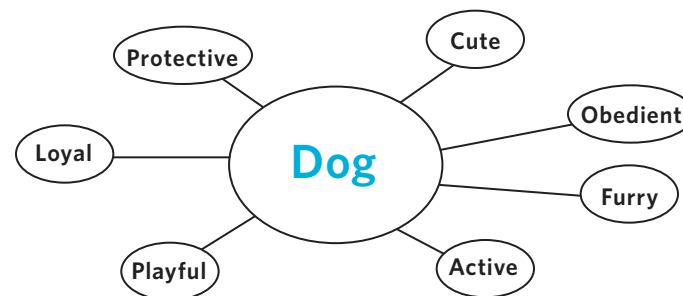 Cute
Protective
Obedient
Loyal
Dog
Furry
Playful
Active